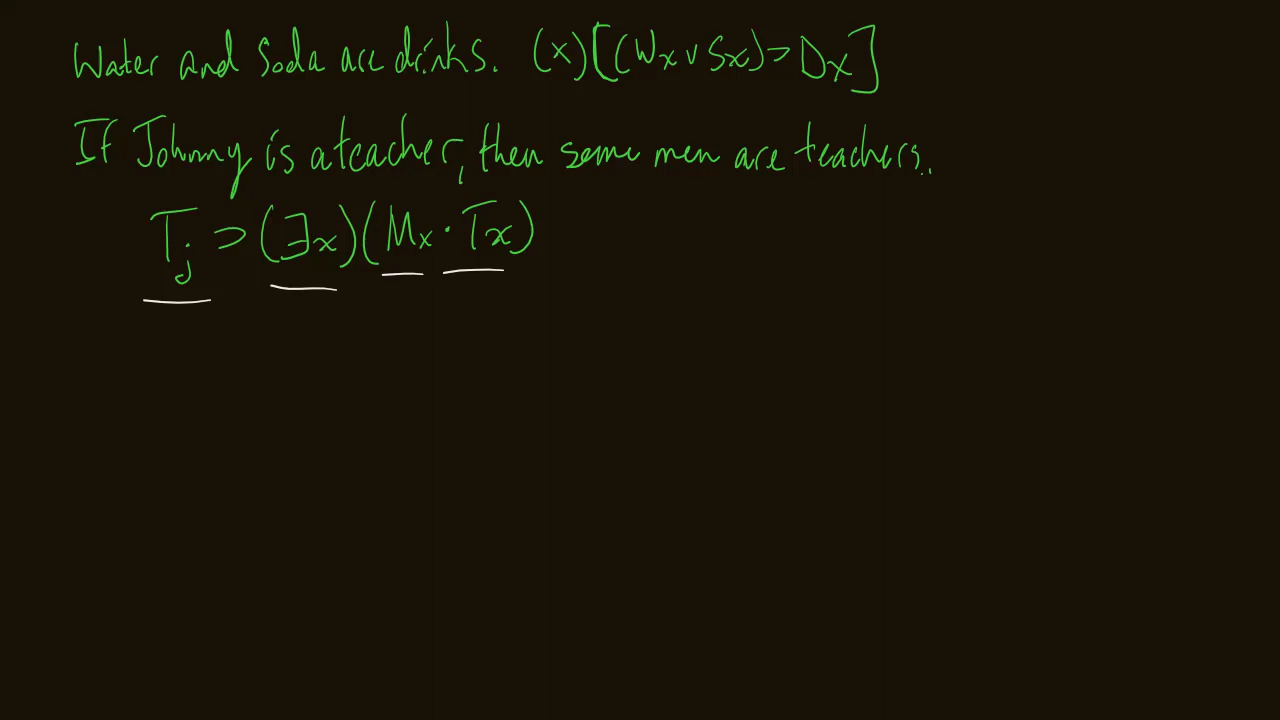 Water and Soda are drinks. (x)[(Wx v Sx) ⊃ Dx]
If Johnny is a teacher, then some men are teachers.
Tj ⊃ (∃x)(Mx · Tx)